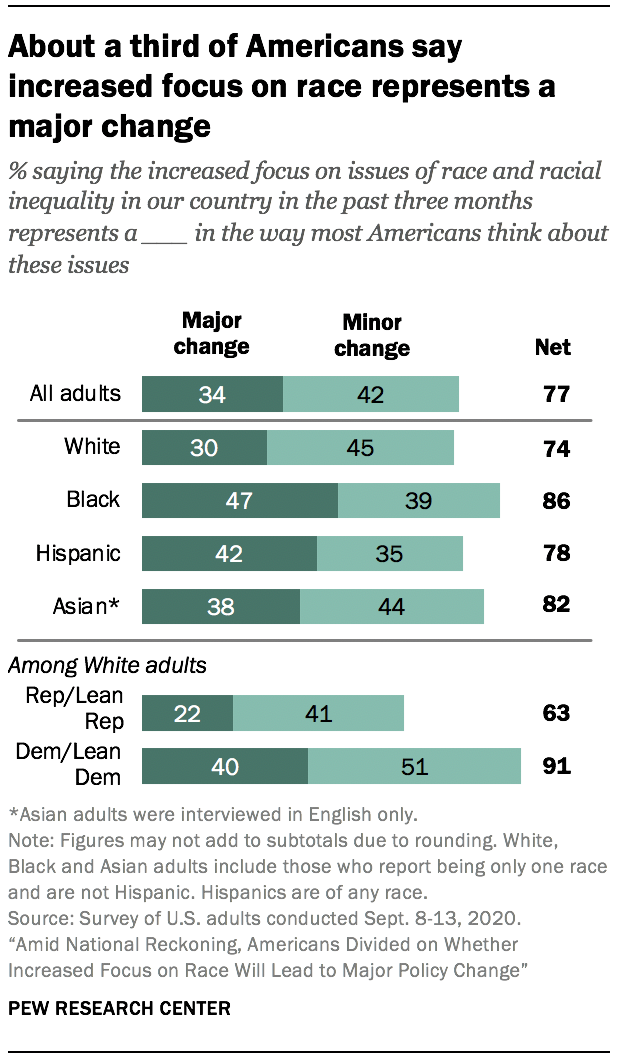 About a third of Americans say
increased focus on race represents a
major change
% saying the increased focus on issues of race and racial
inequality in our country in the past three months
represents a ____ in the way most Americans think about
these issues
Major change Minor change Net
All adults 34 42 77
White 30 45 74
Black 47 39 86
Hispanic 42 35 78
Asian* 38 44 82
Among White adults
Rep/Lean Rep 22 41 63
Dem/Lean Dem 40 51 91
*Asian adults were interviewed in English only.
Note: Figures may not add to subtotals due to rounding. White,
Black and Asian adults include those who report being only one race
and are not Hispanic. Hispanics are of any race.
Source: Survey of U.S. adults conducted Sept. 8-13, 2020.
“Amid National Reckoning, Americans Divided on Whether
Increased Focus on Race Will Lead to Major Policy Change”
PEW RESEARCH CENTER